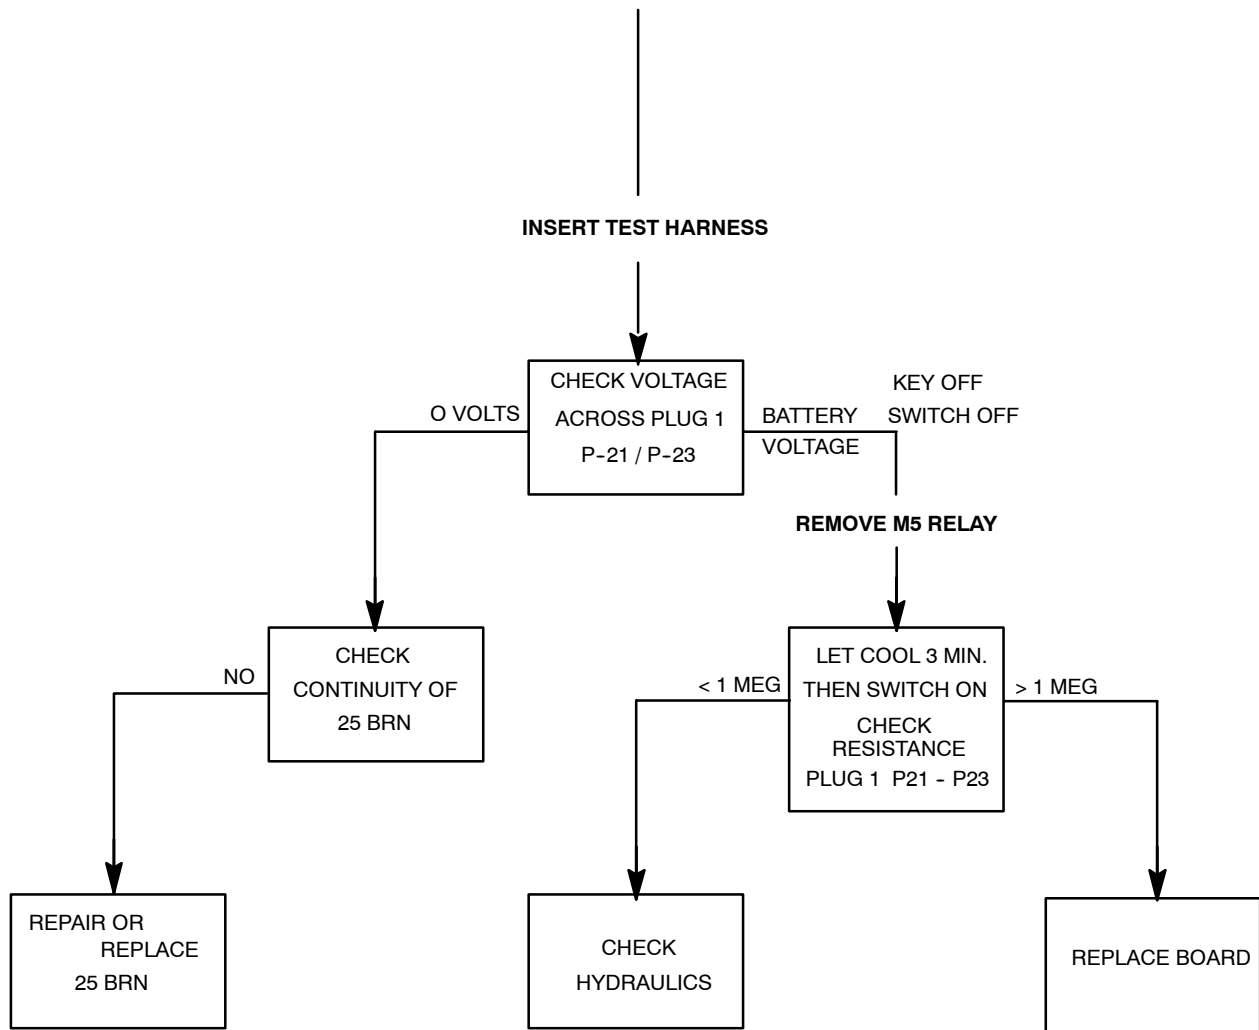 INSERT TEST HARNESS
CHECK VOLTAGE
ACROSS PLUG 1
P-21 / P-23
O VOLTS
BATTERY
VOLTAGE
KEY OFF
SWITCH OFF
REMOVE M5 RELAY
CHECK
CONTINUITY OF
25 BRN
NO
LET COOL 3 MIN.
THEN SWITCH ON
CHECK
RESISTANCE
PLUG 1 P21 - P23
< 1 MEG
> 1 MEG
REPAIR OR
REPLACE
25 BRN
CHECK
HYDRAULICS
REPLACE BOARD